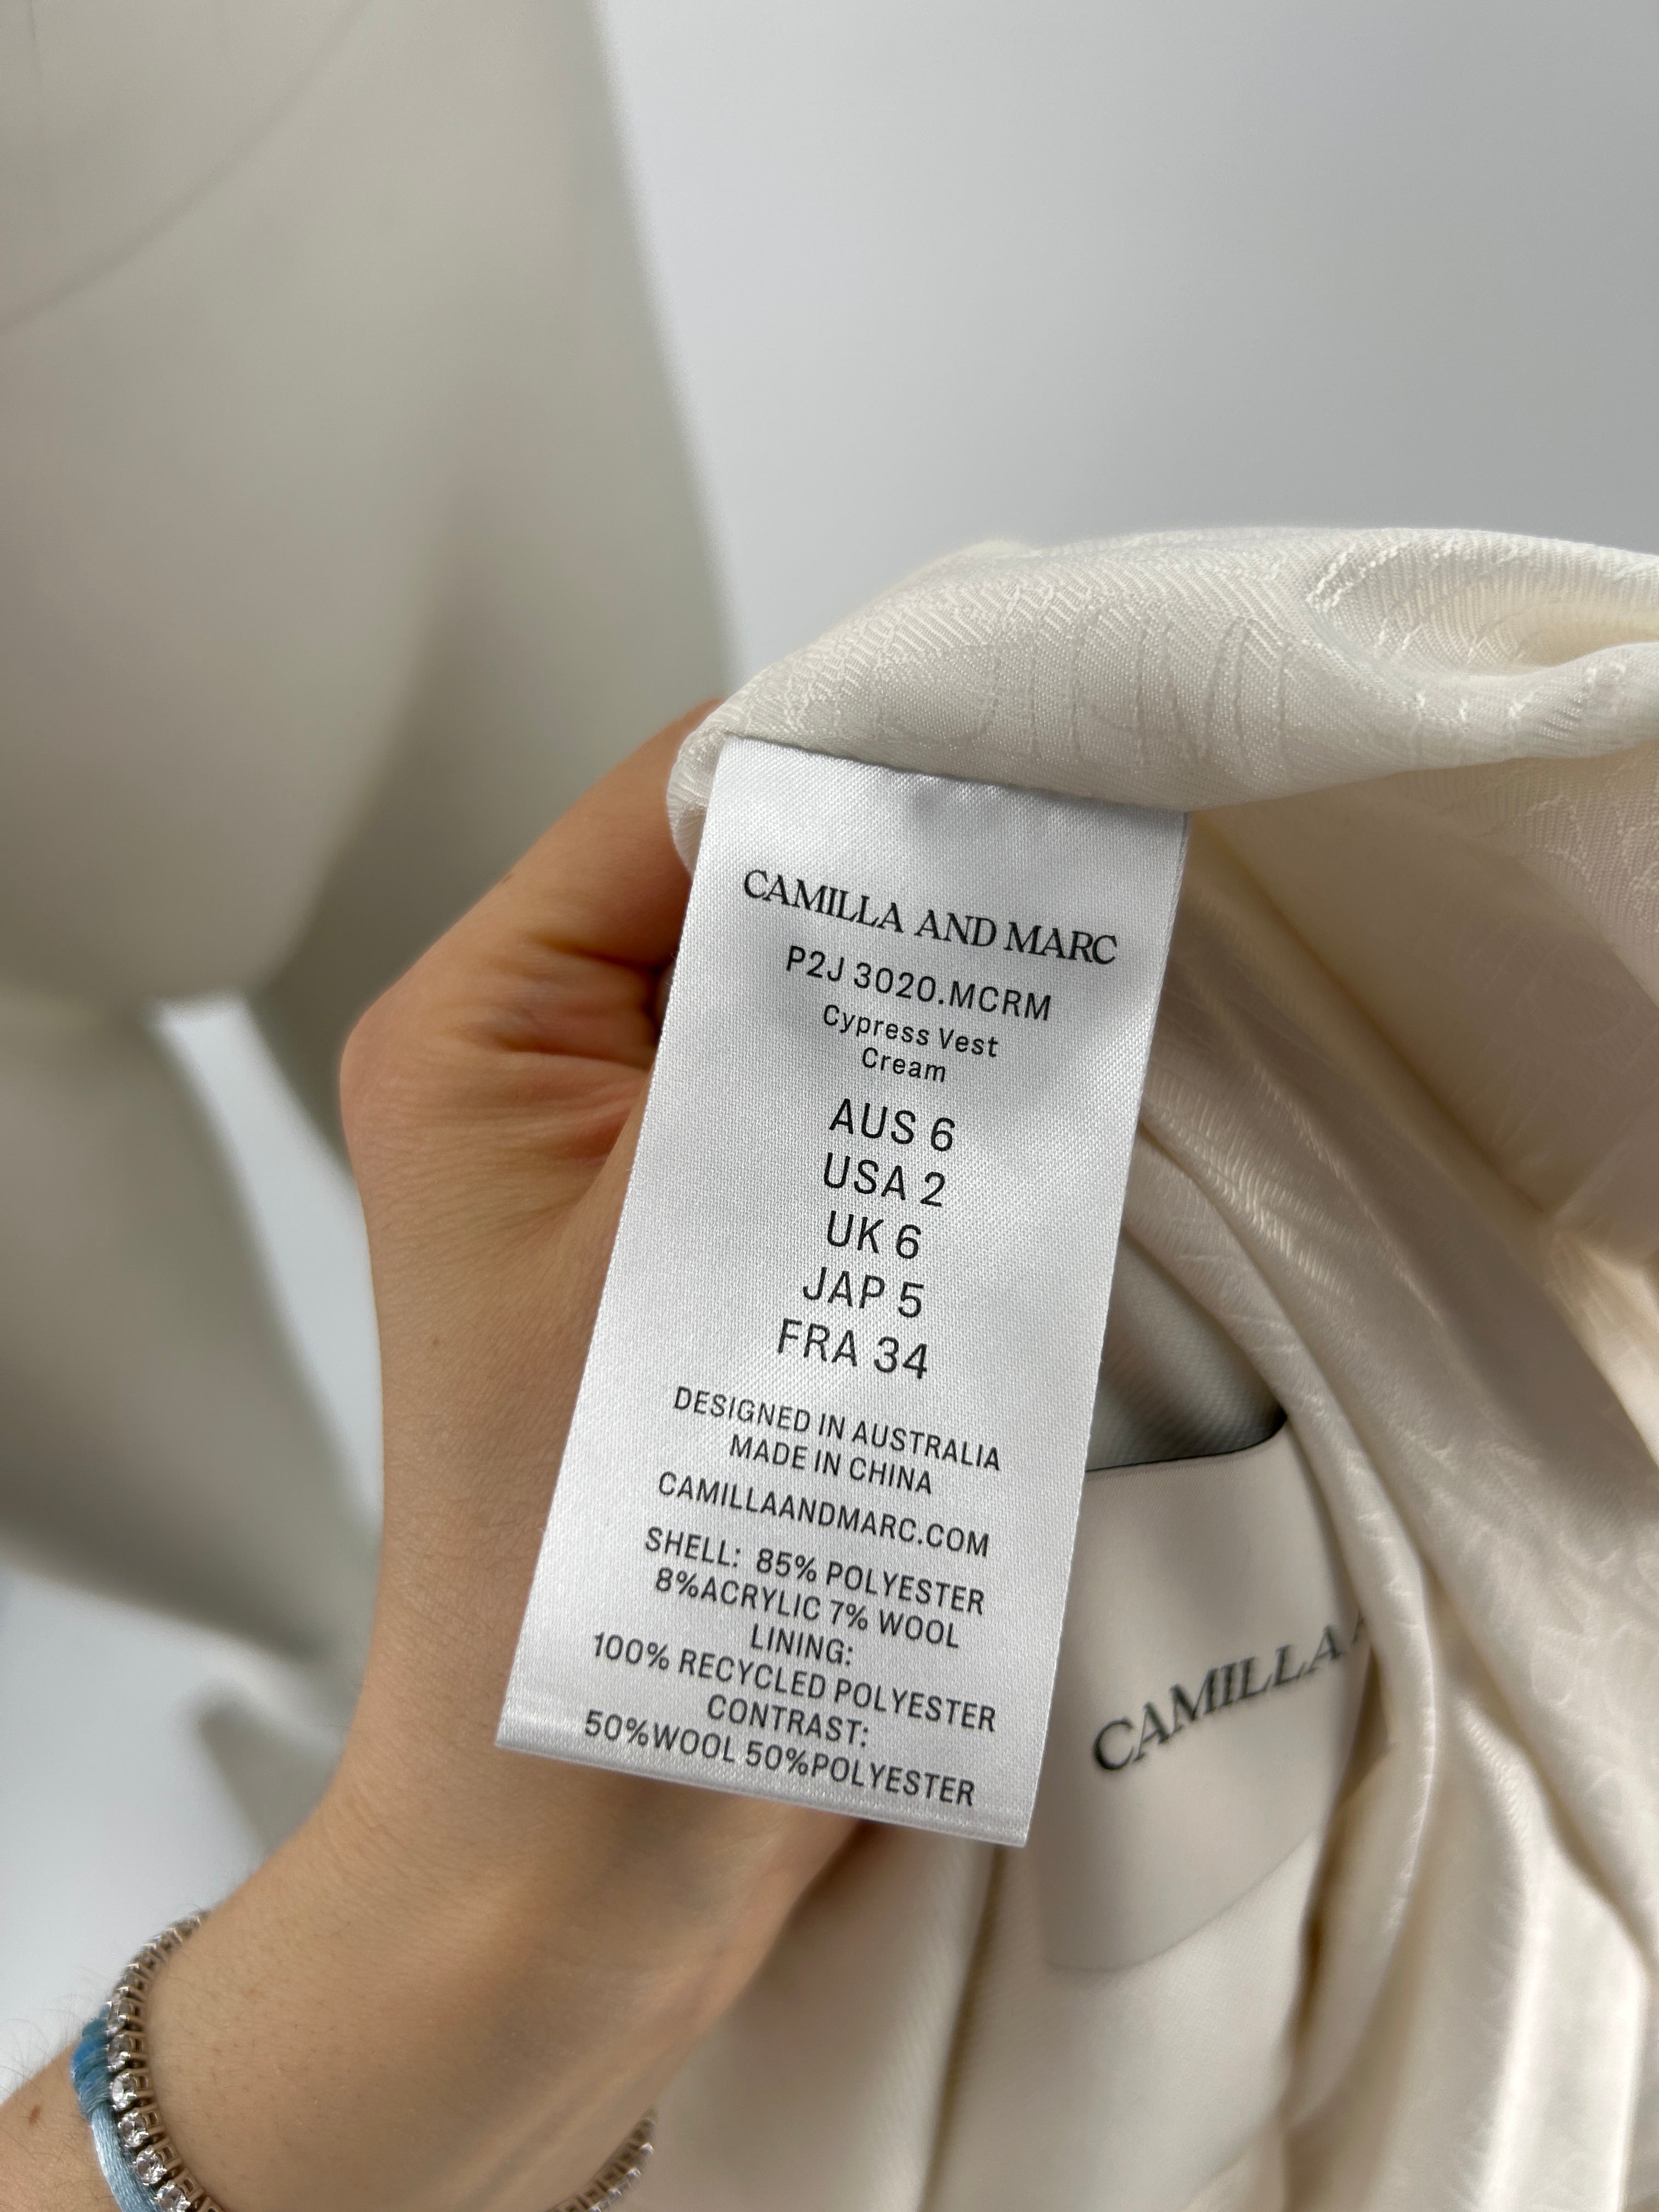 CAMILLA AND MARC
P2J 3020.MCRM
Cypress Vest
Cream
AUS 6
USA 2
UK 6
JAP 5
FRA 34
DESIGNED IN AUSTRALIA
MADE IN CHINA
CAMILLAANDMARC.COM
SHELL: 85% POLYESTER
8%ACRYLIC 7% WOOL
LINING:
100% RECYCLED POLYESTER
CONTRAST:
50%WOOL 50%POLYESTER
CAMILLA